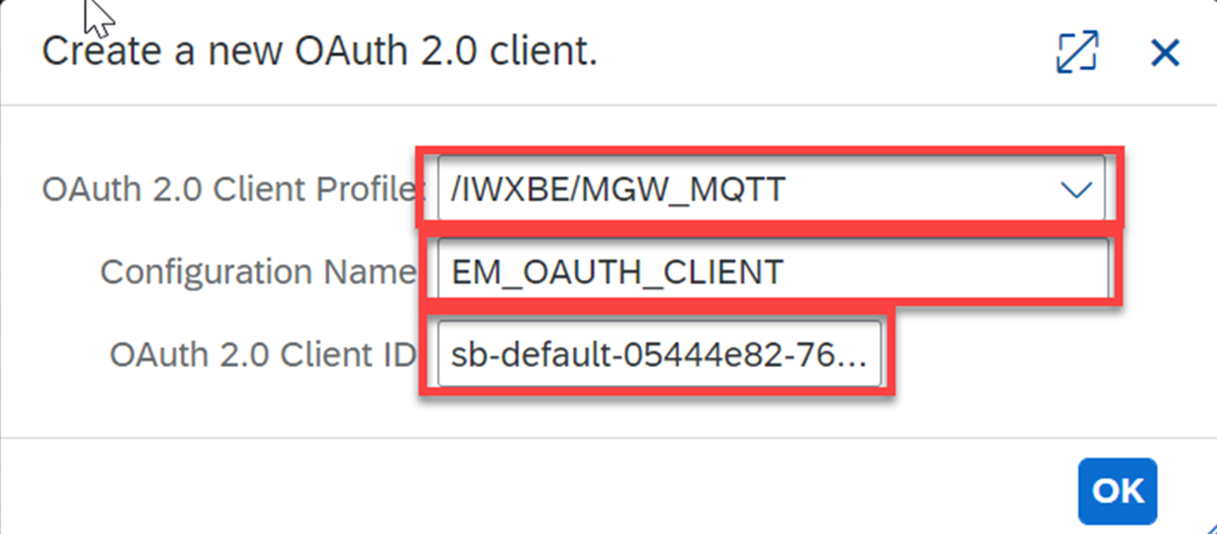 Create a new OAuth 2.0 client.
OAuth 2.0 Client Profile: /IWXBE/MGW_MQTT
Configuration Name EM_OAUTH_CLIENT
OAuth 2.0 Client ID sb-default-05444e82-76...
OK